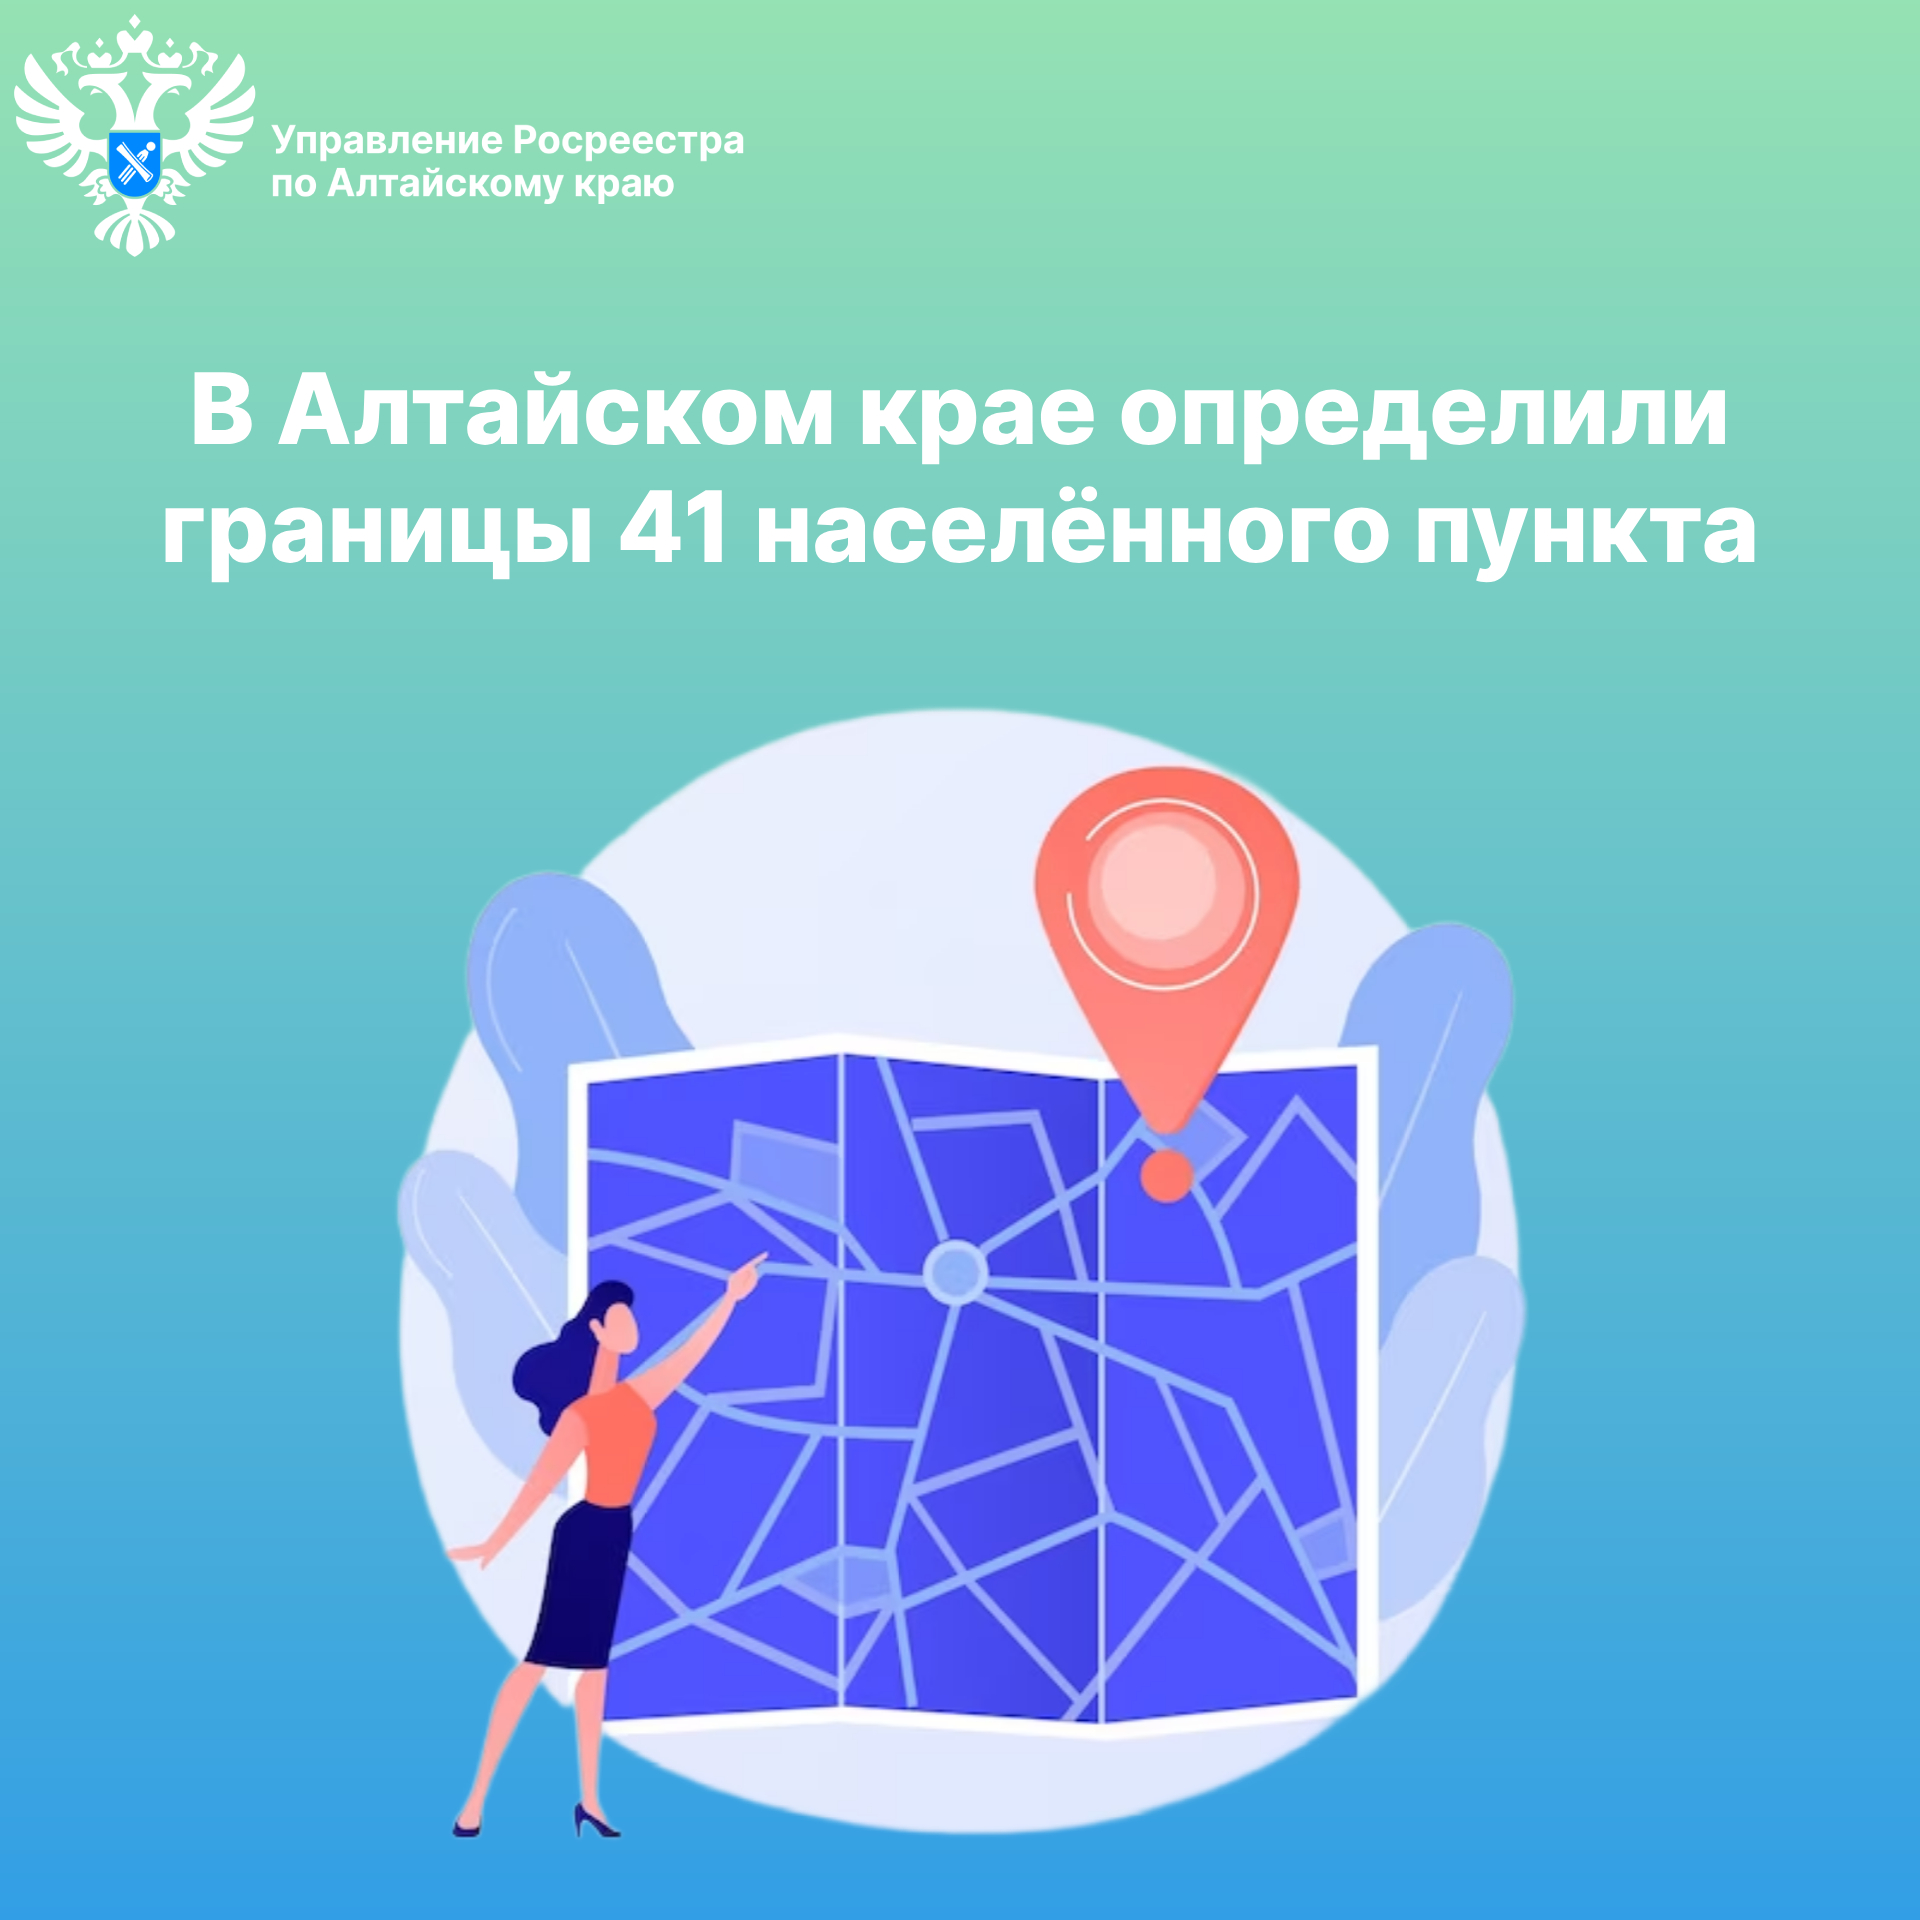 Управление Росреестра
по Алтайскому краю
В Алтайском крае определили
границы 41 населённого пункта